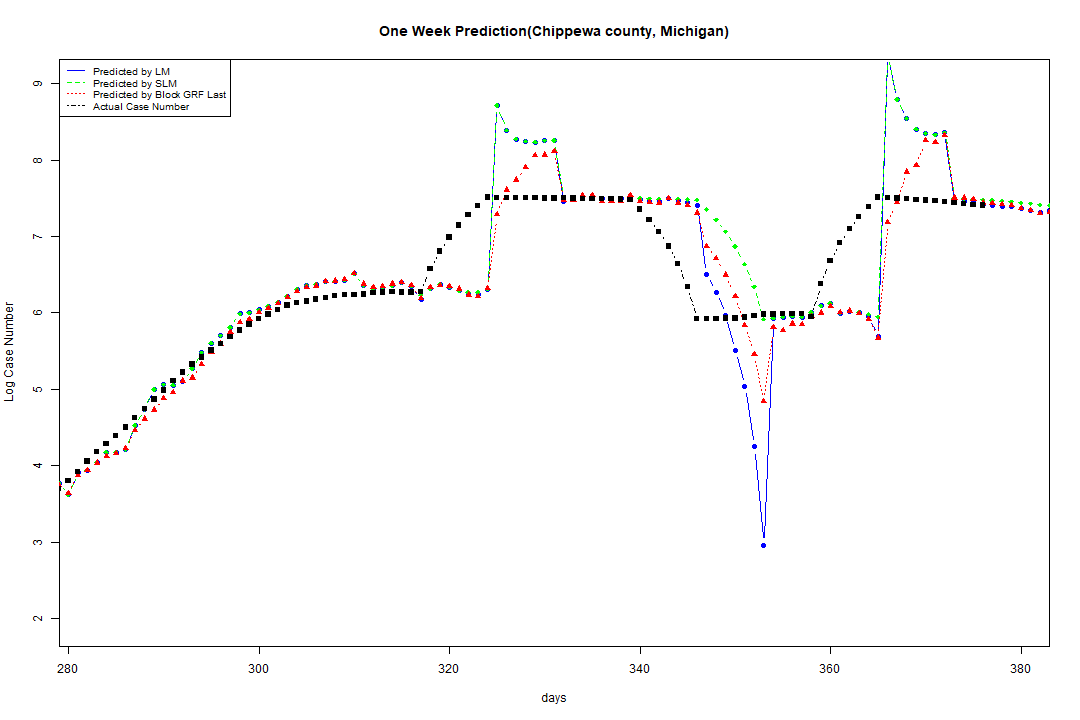 One Week Prediction(Chippewa county, Michigan)
Predicted by LM
Predicted by SLM
Predicted by Block GRF Last
Actual Case Number
9
8
7
6
5
4
3
2
Log Case Number
280 300 320 340 360 380
days